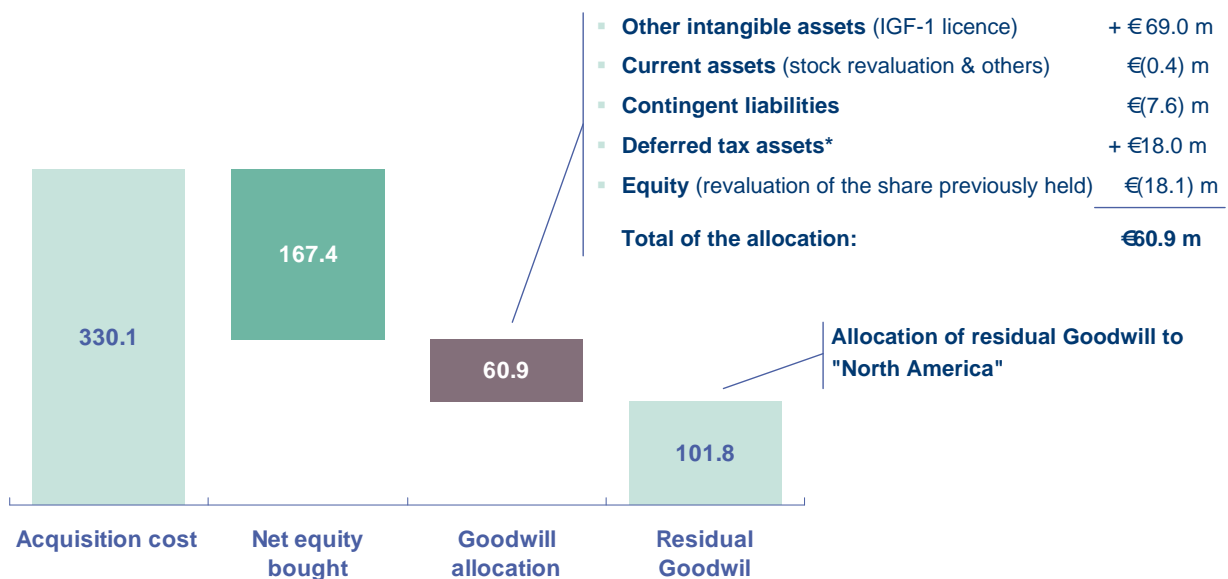 Other intangible assets (IGF-1 licence) + € 69.0 m
Current assets (stock revaluation & others) €(0.4) m
Contingent liabilities €(7.6) m
Deferred tax assets* + €18.0 m
Equity (revaluation of the share previously held) €(18.1) m
Total of the allocation: €60.9 m
167.4
330.1
60.9
Allocation of residual Goodwill to
"North America"
101.8
Acquisition cost
Net equity
bought
Goodwill
allocation
Residual
Goodwil